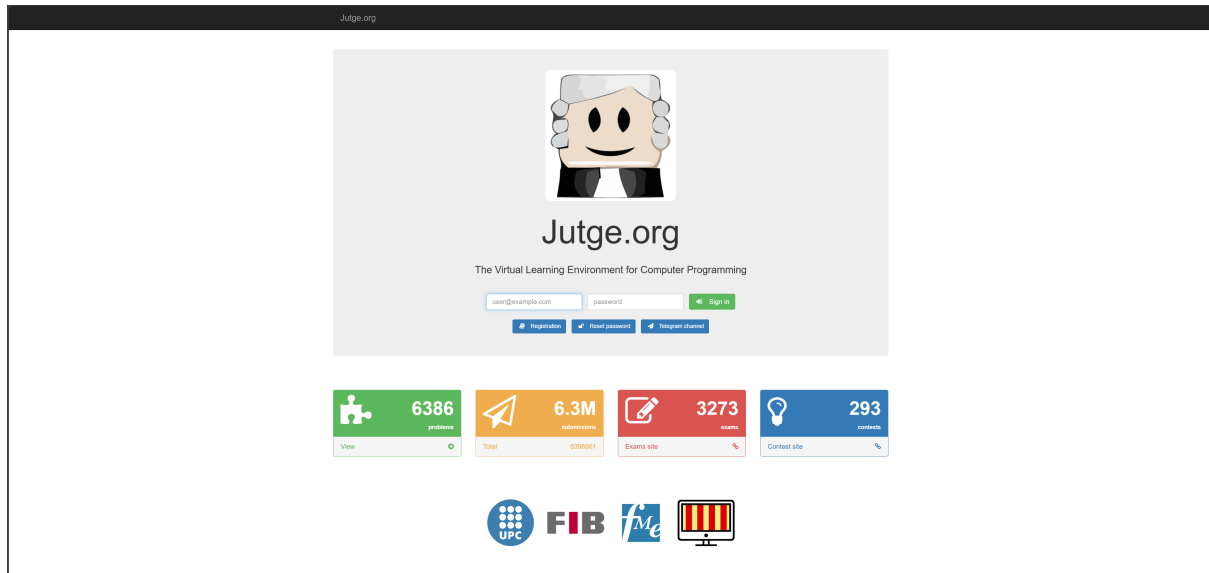 Jutge.org
Jutge.org
The Virtual Learning Environment for Computer Programming
user@example.com password Sign in
Registration Reset password Telegram channel
6386 6.3M 3273 293
problems submissions exams contests
View Total 6396661 Exams site Contest site
UPC FIB fMe